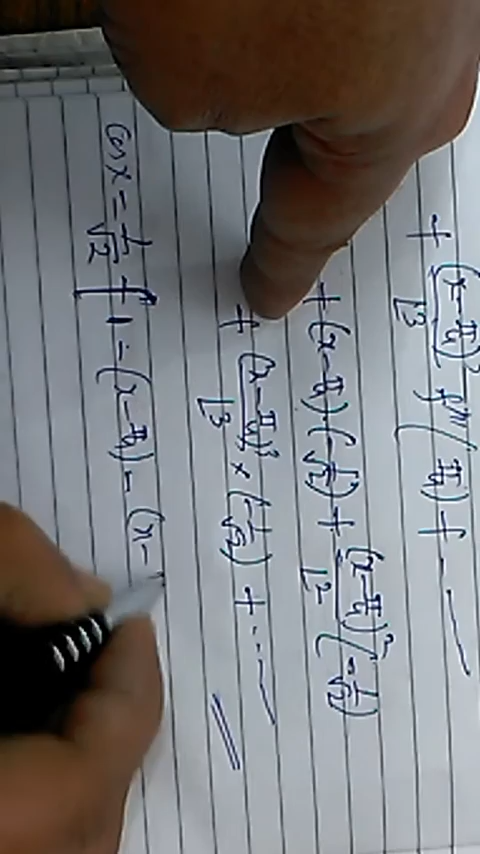 + (x-π/4)³/⌊3 f'''(π/4) + ----
+ (x-π/4)·(-1/√2) + (x-π/4)²/⌊2 (-1/√2)
+ (x-π/4)³/⌊3 × (-1/√2) + ----
Cos x = 1/√2 [ 1 - (x-π/4) - (x-